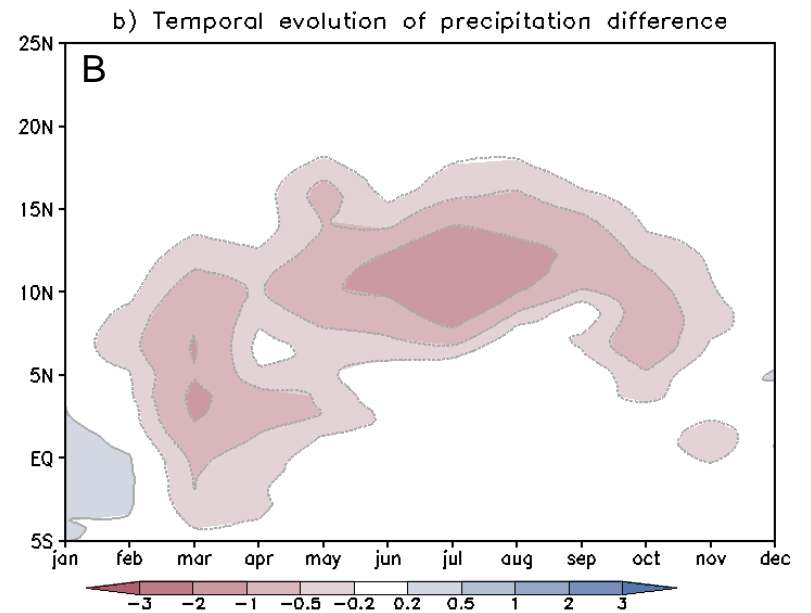 b) Temporal evolution of precipitation difference
B
25N
20N
15N
10N
5N
EQ
5S
jan feb mar apr may jun jul aug sep oct nov dec
-3 -2 -1 -0.5 -0.2 0.2 0.5 1 2 3